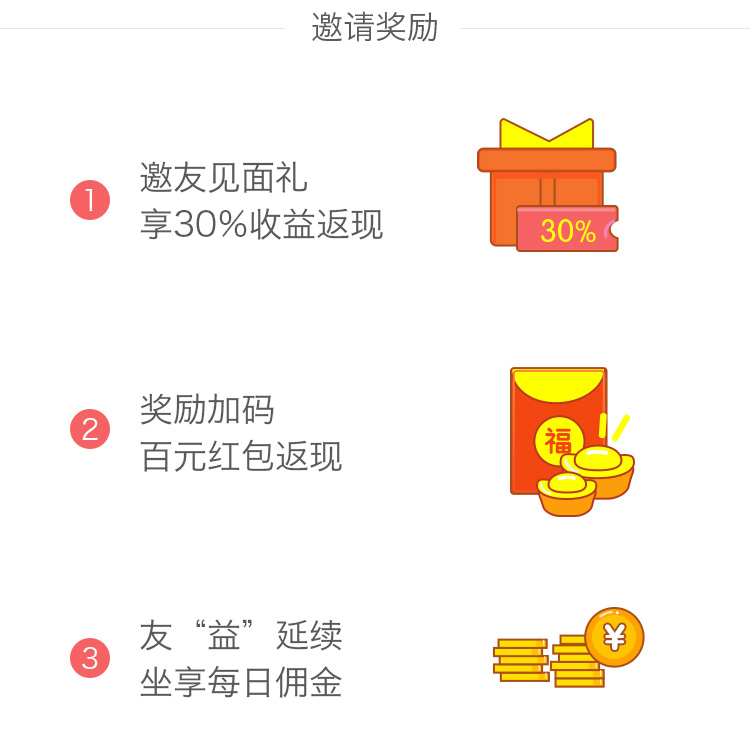 邀请奖励
1
邀友见面礼
享30%收益返现
30%
2
奖励加码
百元红包返现
福
3
友“益”延续
坐享每日佣金
¥